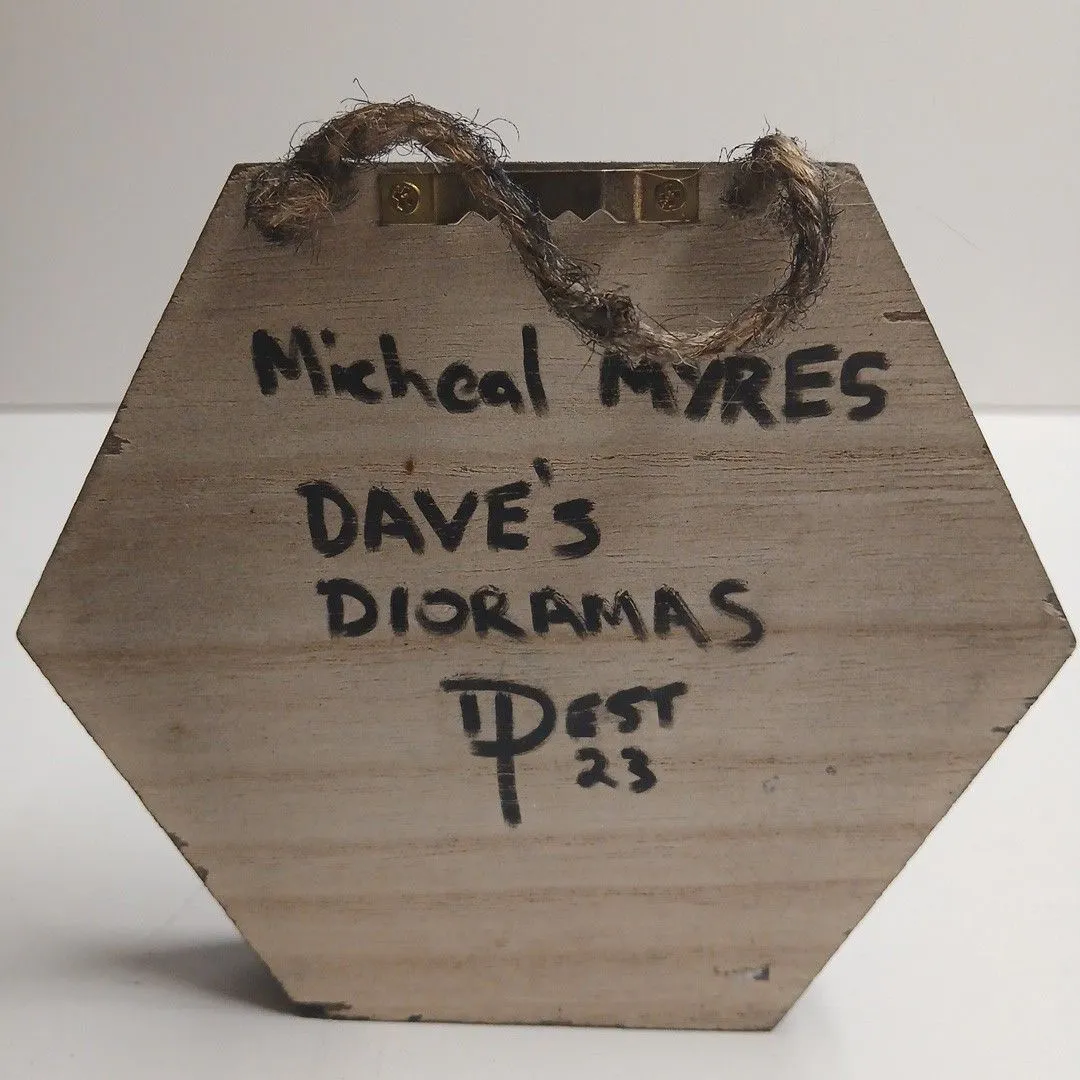 Micheal MYRES
DAVE's
DIORAMAS
EST
23